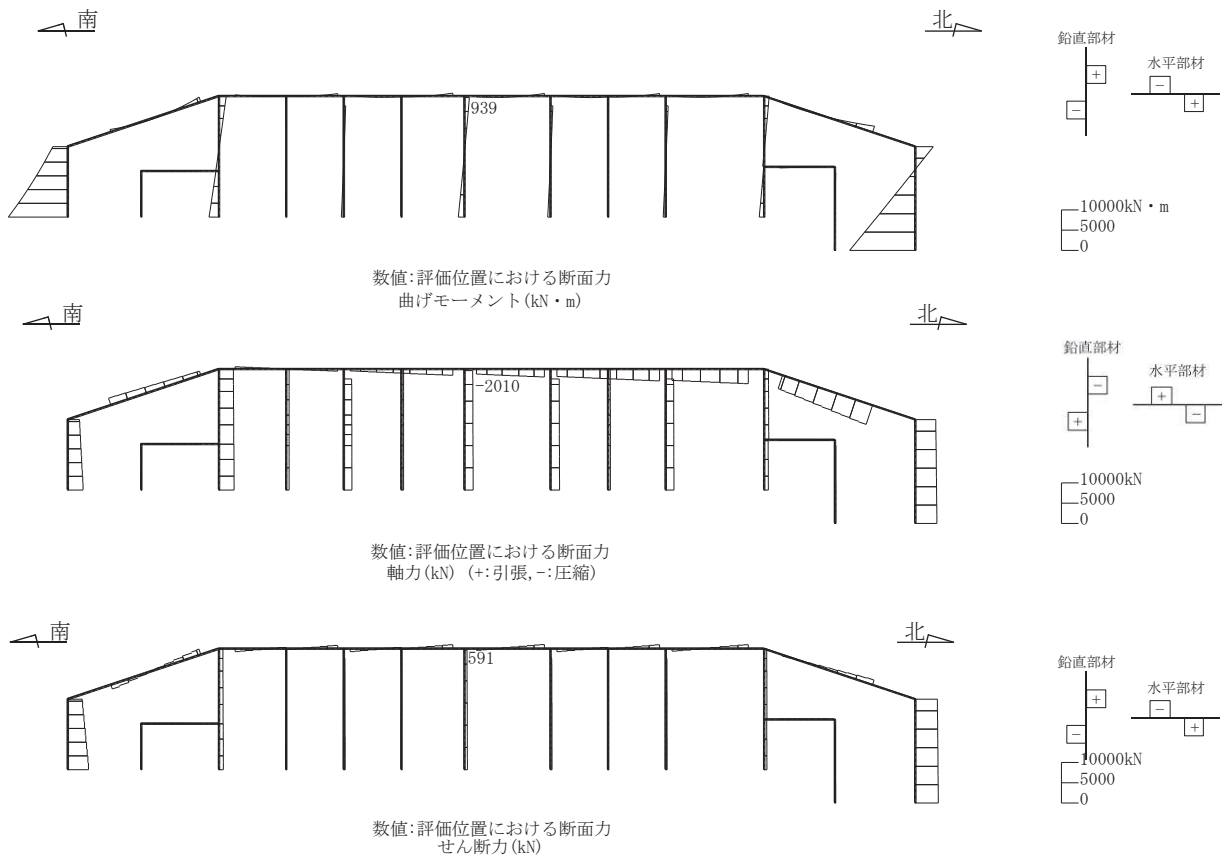 南
北
鉛直部材
水平部材
+
−
−
+
939
10000kN・m
5000
0
数値:評価位置における断面力
曲げモーメント(kN・m)
南
北
鉛直部材
水平部材
−
+
+
−
-2010
10000kN
5000
0
数値:評価位置における断面力
軸力(kN) (+:引張,-:圧縮)
南
北
鉛直部材
水平部材
+
−
−
+
591
10000kN
5000
0
数値:評価位置における断面力
せん断力(kN)